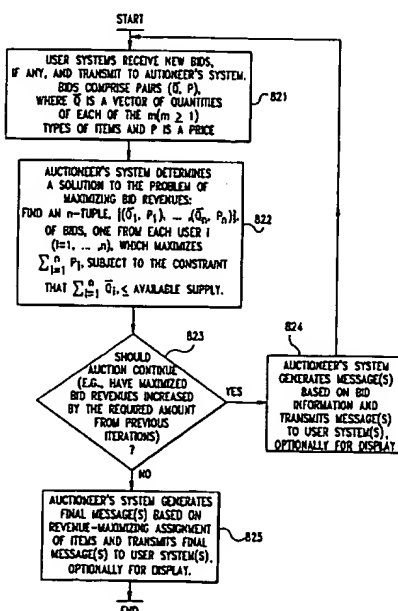 START
USER SYSTEMS RECEIVE NEW BIDS,
IF ANY, AND TRANSMIT TO AUTIONEER'S SYSTEM.
BIDS COMPRISE PAIRS (Q̄, P),
WHERE Q̄ IS A VECTOR OF QUANTITIES
OF EACH OF THE m(m ≥ 1)
TYPES OF ITEMS AND P IS A PRICE
821
AUCTIONEER'S SYSTEM DETERMINES
A SOLUTION TO THE PROBLEM OF
MAXIMIZING BID REVENUES:
FIND AN n-TUPLE, {(Q̄₁, P₁), ... ,(Q̄ₙ, Pₙ)},
OF BIDS, ONE FROM EACH USER i
(i=1, ... ,n), WHICH MAXIMIZES
∑ⁿᵢ₌₁ Pᵢ, SUBJECT TO THE CONSTRAINT
THAT ∑ⁿᵢ₌₁ Q̄ᵢ, ≤ AVAILABLE SUPPLY.
822
823
SHOULD
AUCTION CONTINUE
(E.G., HAVE MAXIMIZED
BID REVENUES INCREASED
BY THE REQUIRED AMOUNT
FROM PREVIOUS
ITERATIONS)
?
YES
824
AUCTIONEER'S SYSTEM
GENERATES MESSAGE(S)
BASED ON BID
INFORMATION AND
TRANSMITS MESSAGE(S)
TO USER SYSTEM(S),
OPTIONALLY FOR DISPLAY
NO
AUCTIONEER'S SYSTEM GENERATES
FINAL MESSAGE(S) BASED ON
REVENUE-MAXIMIZING ASSIGNMENT
OF ITEMS AND TRANSMITS FINAL
MESSAGE(S) TO USER SYSTEM(S),
OPTIONALLY FOR DISPLAY.
825
END